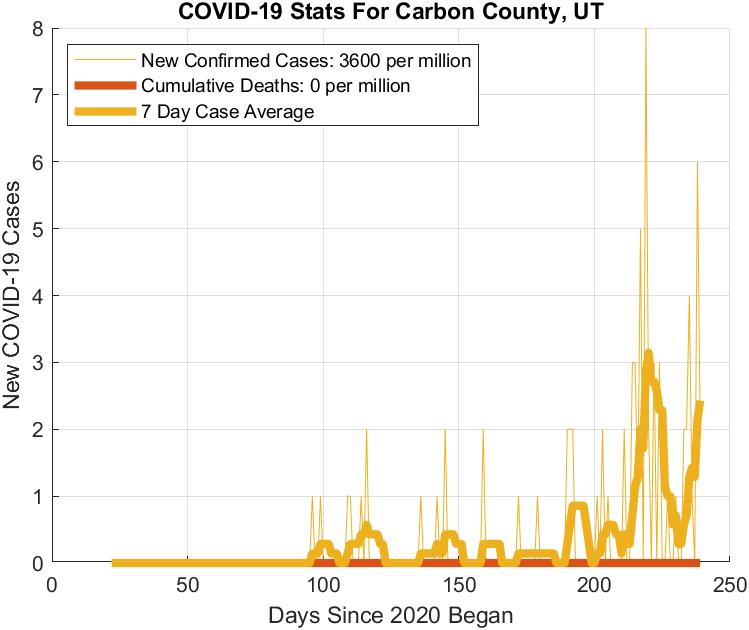 COVID-19 Stats For Carbon County, UT
New Confirmed Cases: 3600 per million
Cumulative Deaths: 0 per million
7 Day Case Average
New COVID-19 Cases
8
7
6
5
4
3
2
1
0
0 50 100 150 200 250
Days Since 2020 Began